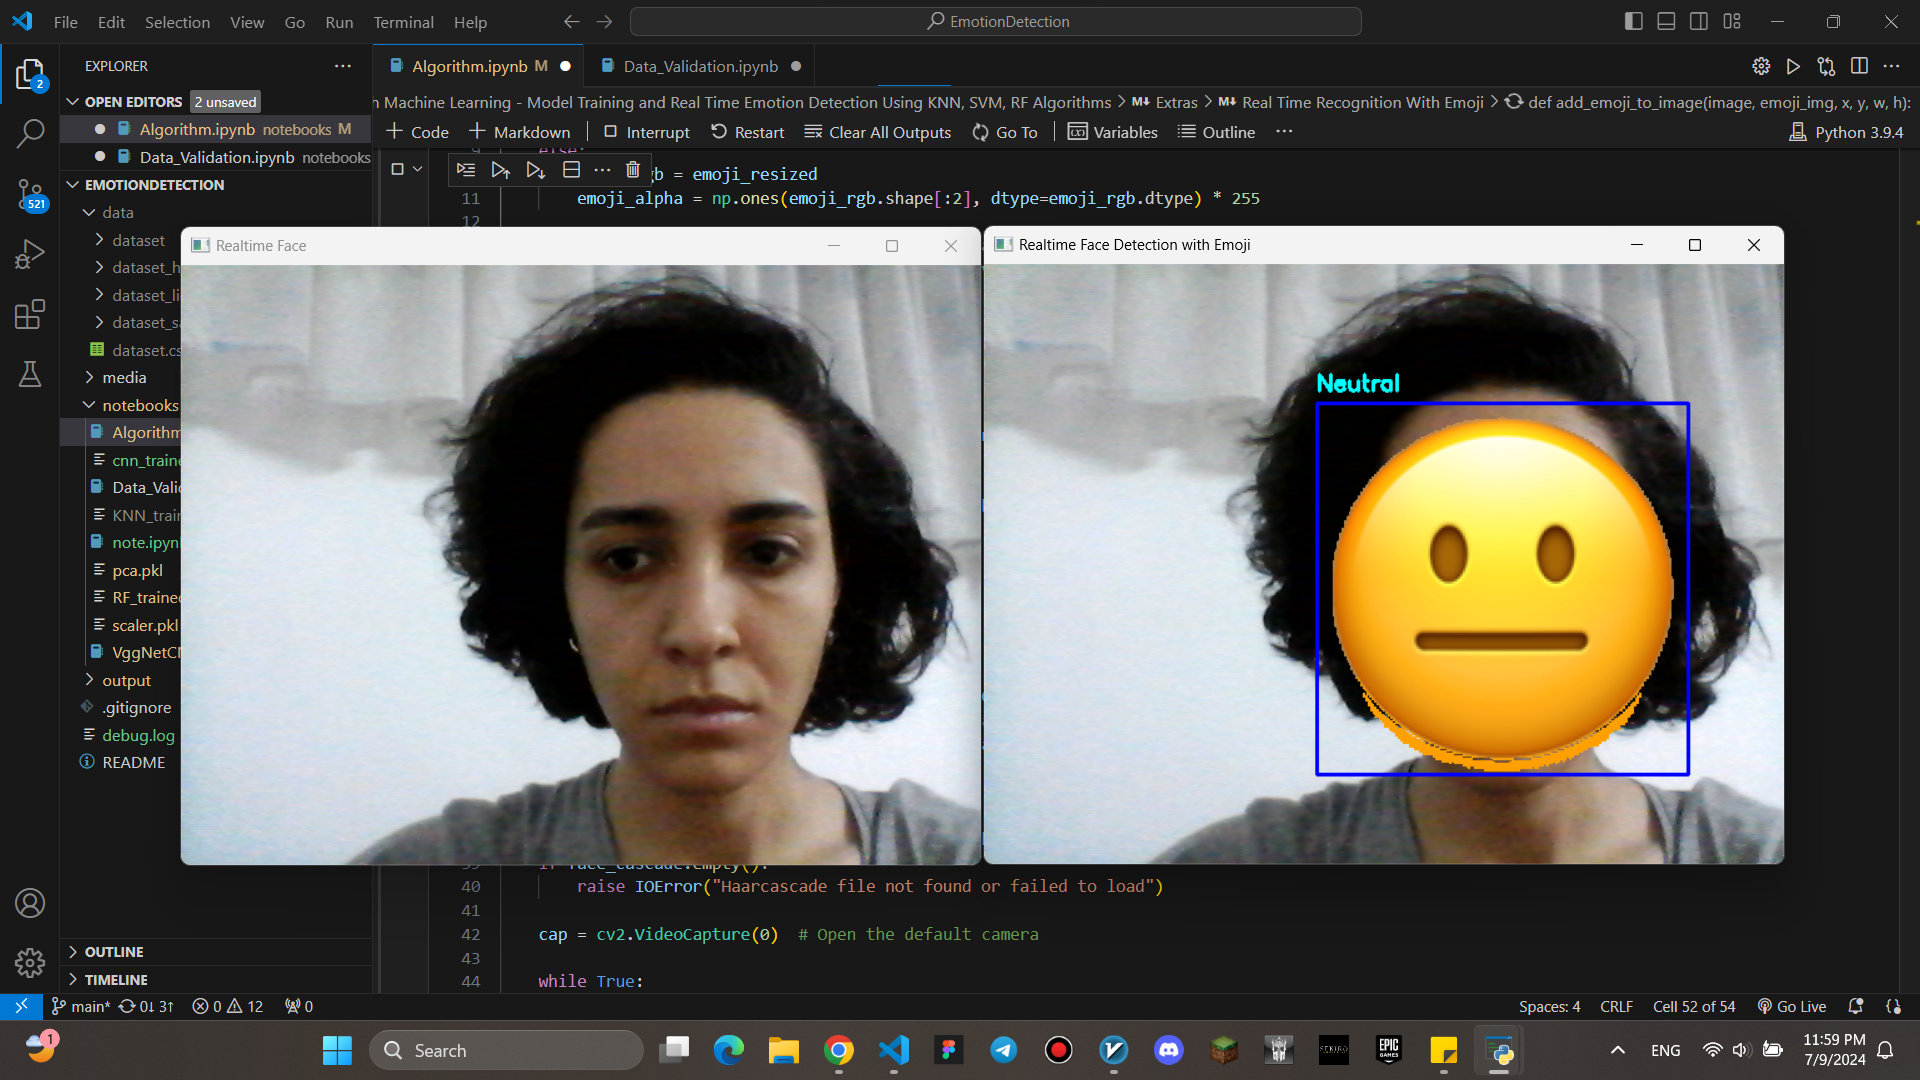 File Edit Selection View Go Run Terminal Help
EmotionDetection
EXPLORER
Algorithm.ipynb M
Data_Validation.ipynb
OPEN EDITORS 2 unsaved
Machine Learning - Model Training and Real Time Emotion Detection Using KNN, SVM, RF Algorithms > M↓ Extras > M↓ Real Time Recognition With Emoji > def add_emoji_to_image(image, emoji_img, x, y, w, h):
Algorithm.ipynb notebooks M
Code Markdown Interrupt Restart Clear All Outputs Go To Variables Outline
Python 3.9.4
Data_Validation.ipynb notebooks
EMOTIONDETECTION
data
dataset
dataset.cs
media
notebooks
Algorithm
cnn_traine
Data_Vali
KNN_train
note.ipyn
pca.pkl
RF_trained
scaler.pkl
VggNetC
output
.gitignore
debug.log
README
OUTLINE
TIMELINE
= emoji_resized
11 emoji_alpha = np.ones(emoji_rgb.shape[:2], dtype=emoji_rgb.dtype) * 255
12
Realtime Face
Realtime Face Detection with Emoji
Neutral
40 raise IOError("Haarcascade file not found or failed to load")
41
42 cap = cv2.VideoCapture(0) # Open the default camera
43
44 while True:
2
521
main* 0↓ 3↑ 0 12 0
Spaces: 4 CRLF Cell 52 of 54 Go Live
1
Search
SEKIRO
EPIC GAMES
ENG
11:59 PM
7/9/2024